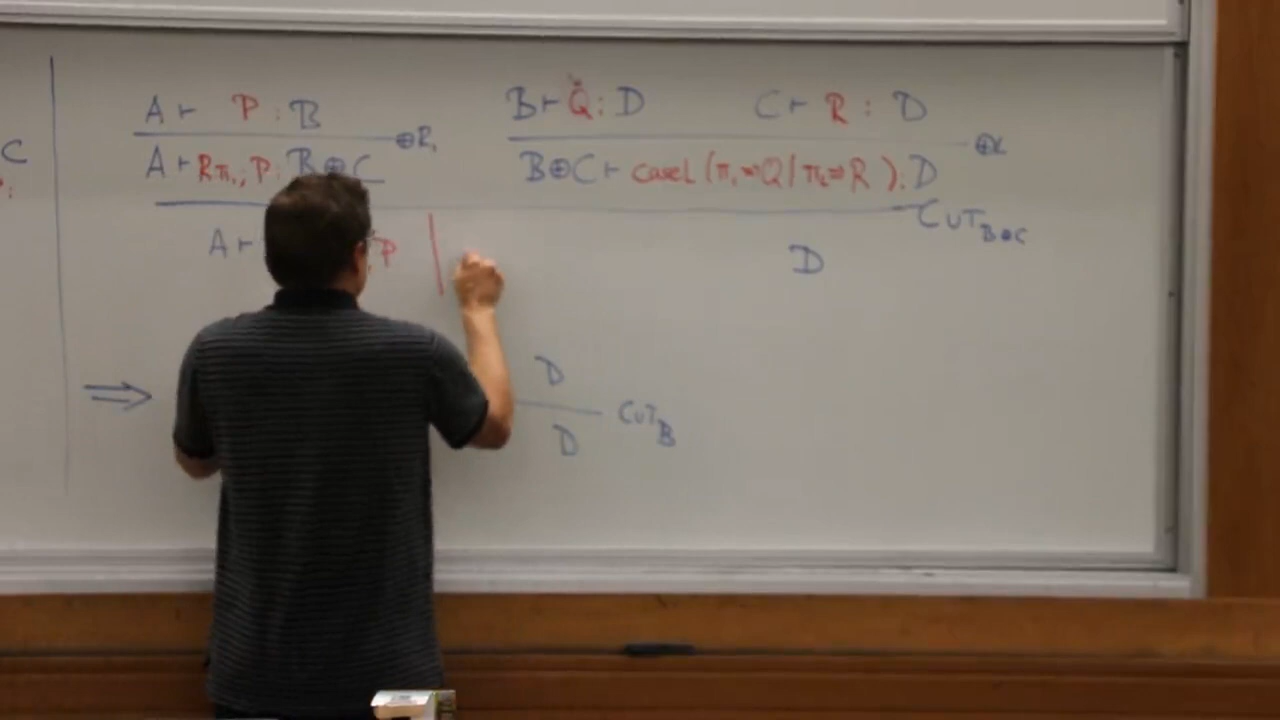 C
A ⊢ P : B
B ⊢ Q : D
C ⊢ R : D
⊕R₁
⊕L
A ⊢ Rπ₁; P : B⊕C
B⊕C ⊢ caseL (π₁⇒Q | π₂⇒R) : D
CUT B⊕C
A ⊢ P |
D
⇒
D
CUT B
D